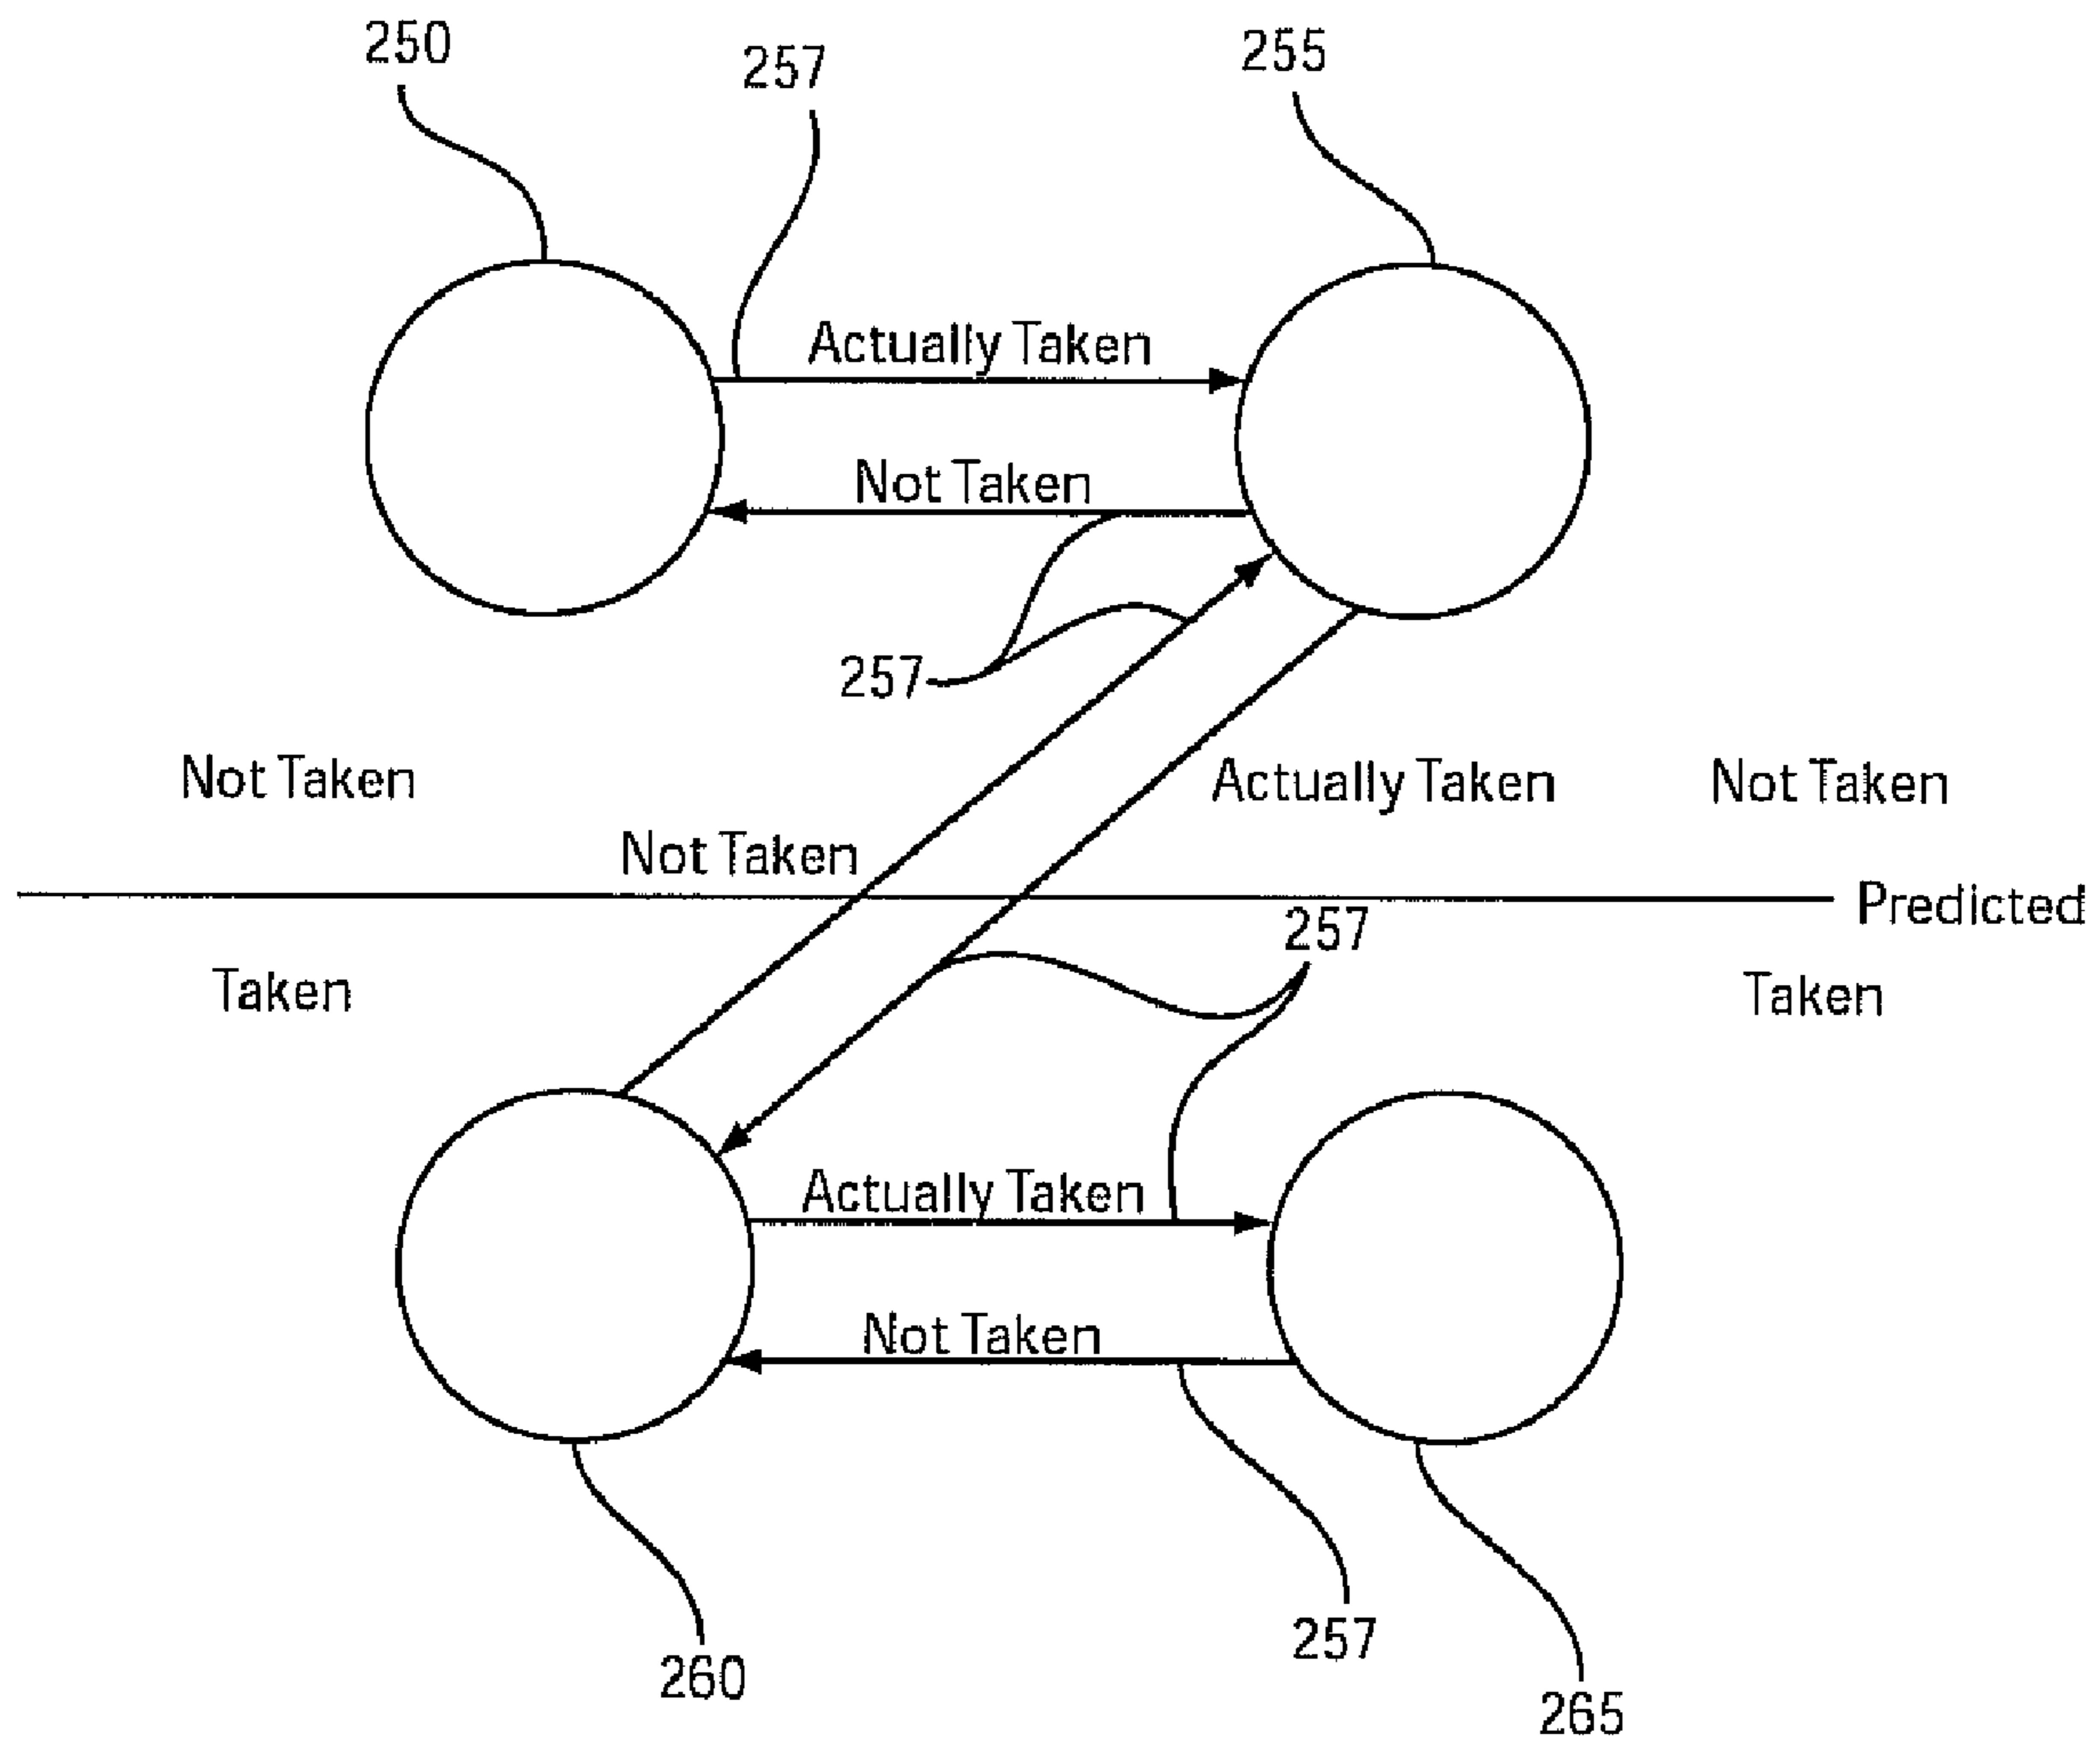 250
257
255
Actually Taken
Not Taken
257
Not Taken
Actually Taken
Not Taken
Not Taken
Predicted
257
Taken
Taken
Actually Taken
Not Taken
257
260
265